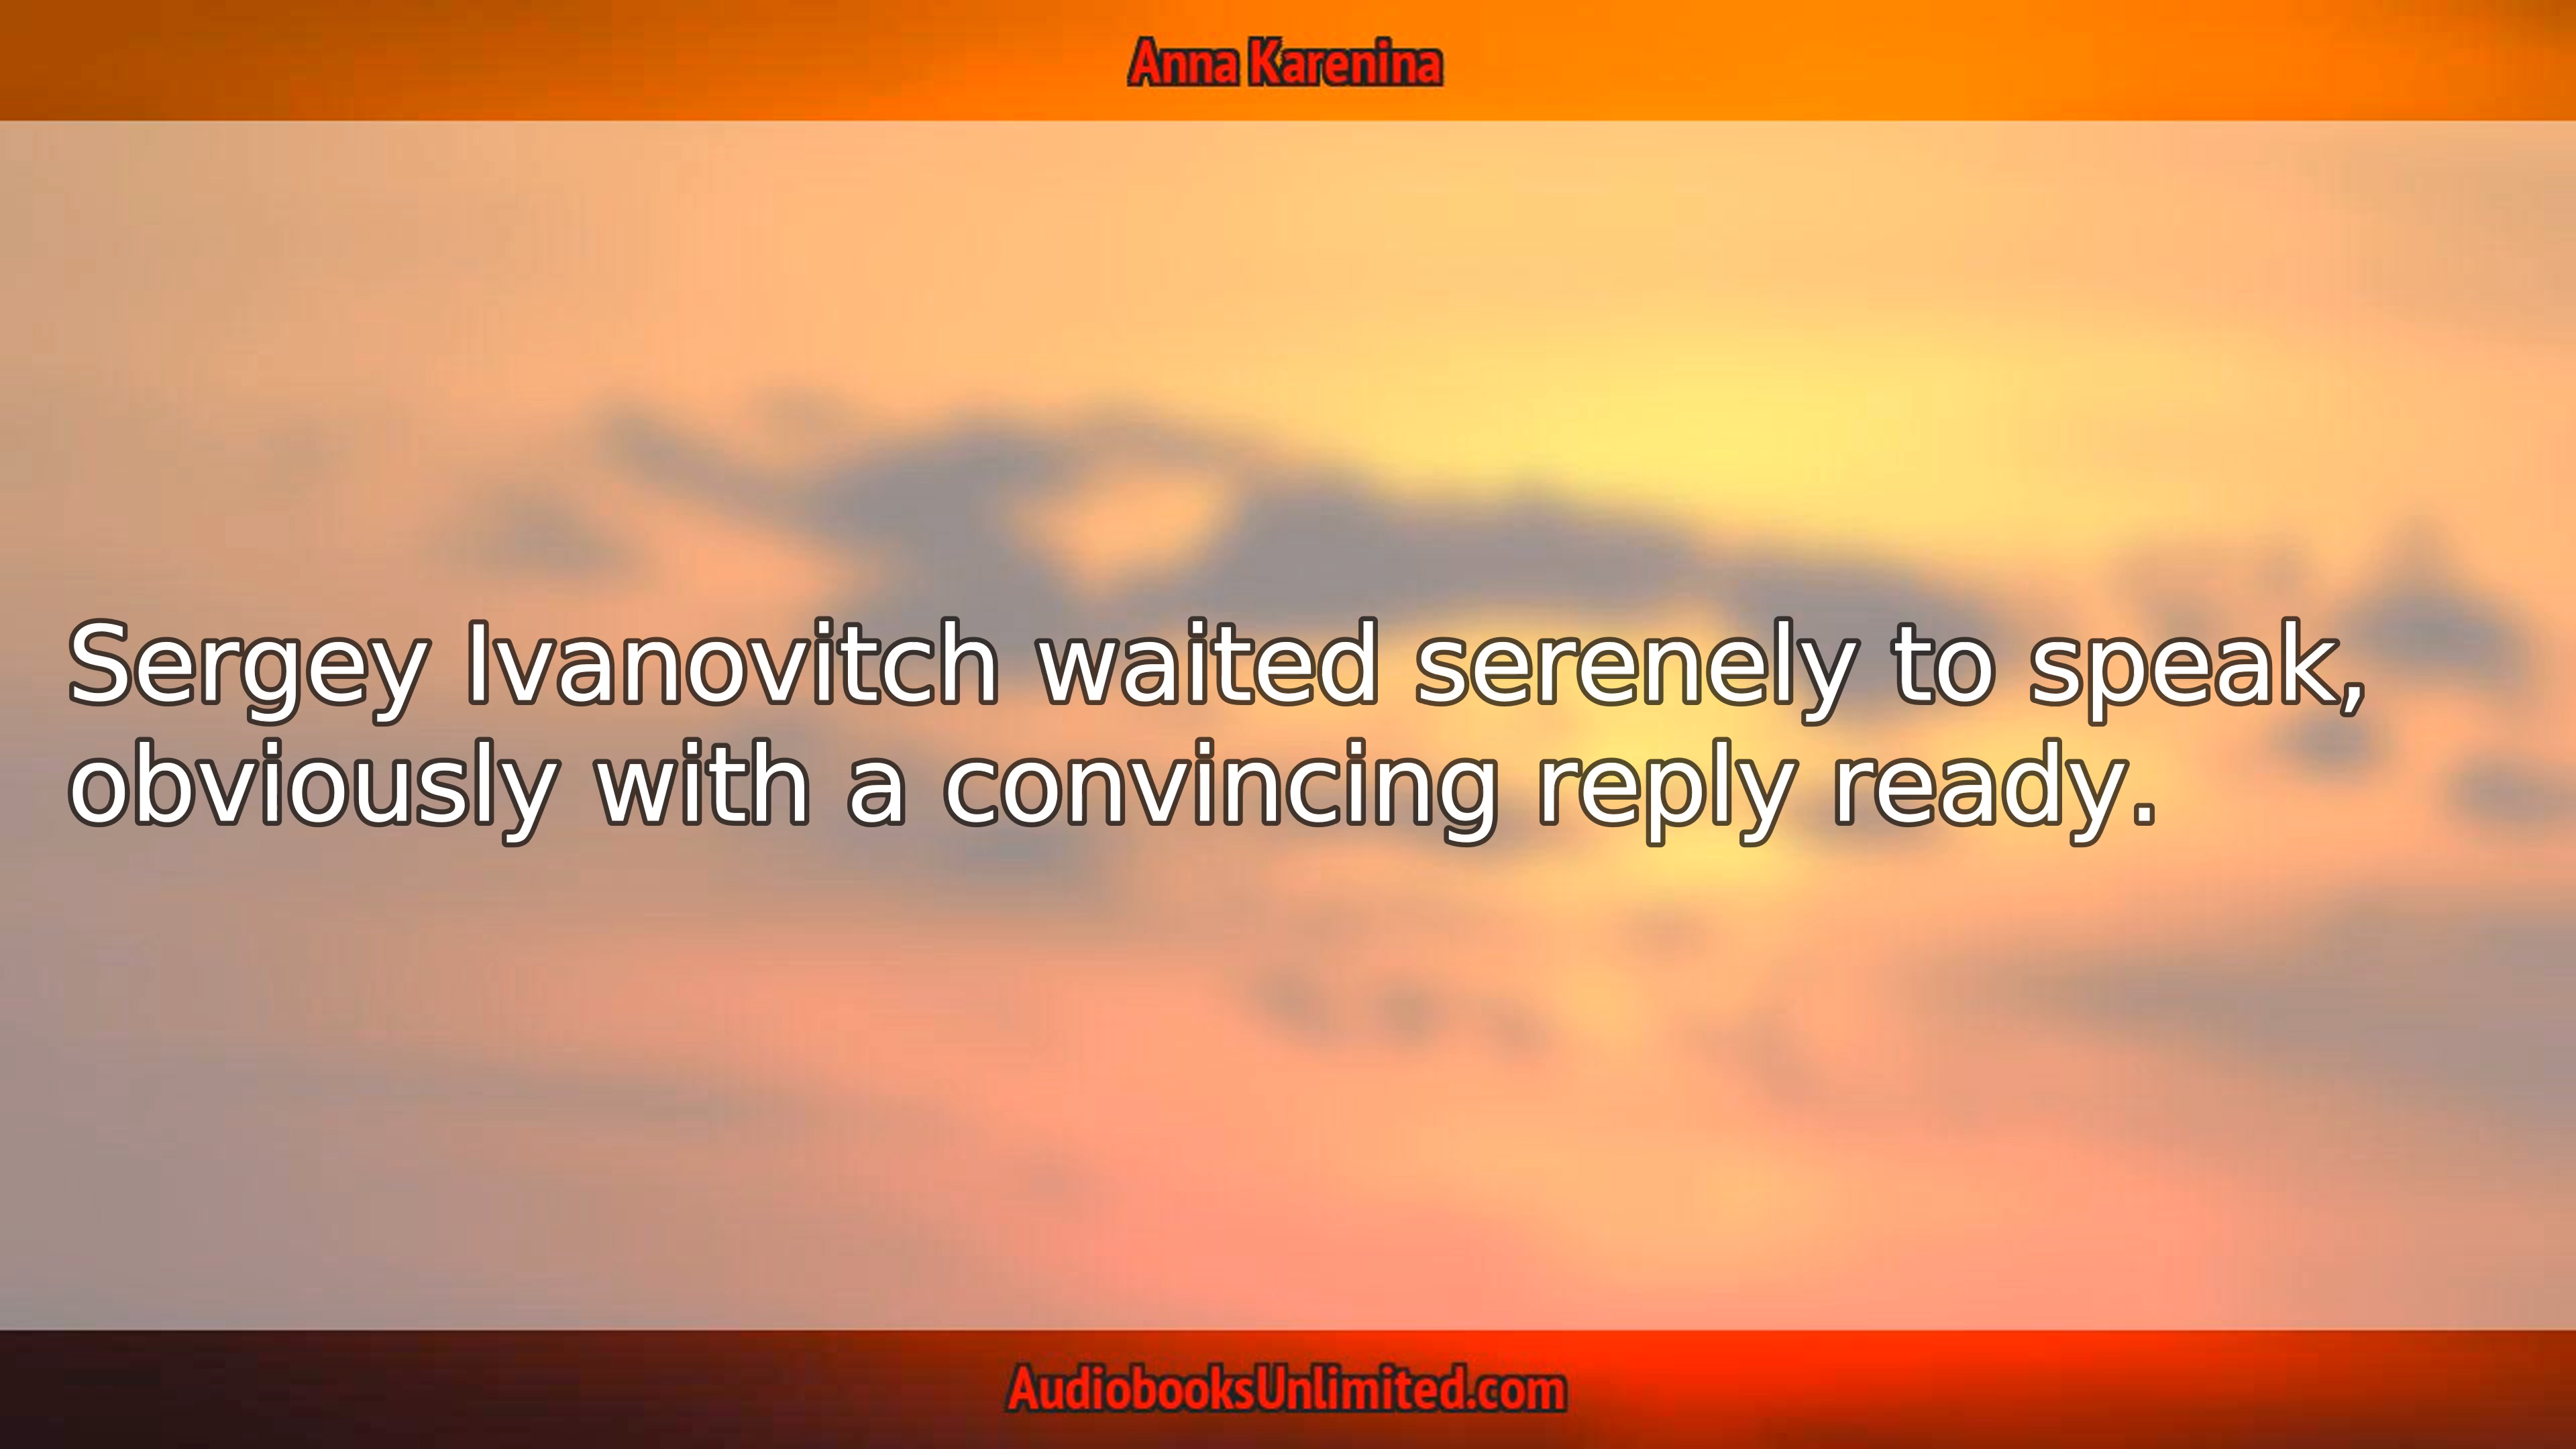 Anna Karenina
Sergey Ivanovitch waited serenely to speak,
obviously with a convincing reply ready.
AudiobooksUnlimited.com